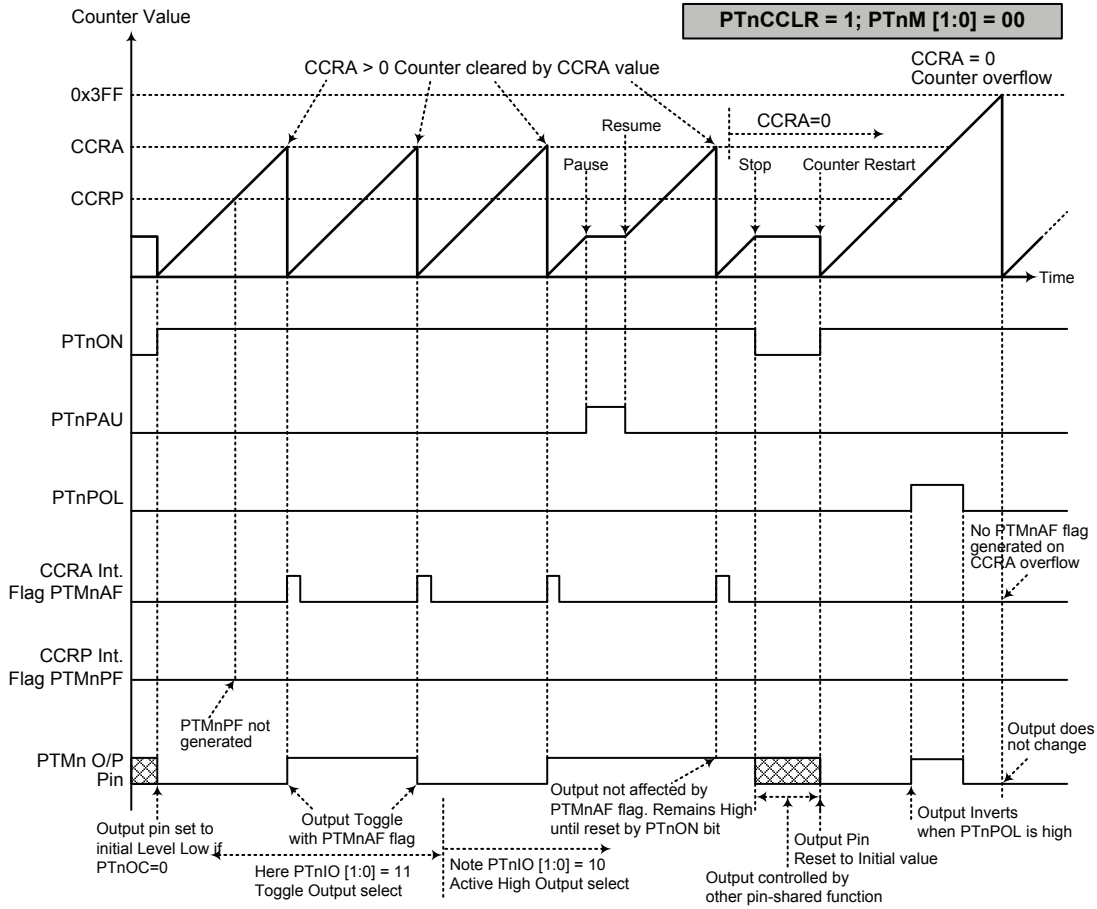 Counter Value
PTnCCLR = 1; PTnM [1:0] = 00
CCRA > 0 Counter cleared by CCRA value
CCRA = 0
Counter overflow
0x3FF
CCRA=0
Resume
CCRA
Pause
Stop
Counter Restart
CCRP
Time
PTnON
PTnPAU
PTnPOL
No PTMnAF flag
generated on
CCRA overflow
CCRA Int.
Flag PTMnAF
CCRP Int.
Flag PTMnPF
PTMnPF not
generated
Output does
not change
PTMn O/P
Pin
Output pin set to
initial Level Low if
PTnOC=0
Output Toggle
with PTMnAF flag
Output not affected by
PTMnAF flag. Remains High
until reset by PTnON bit
Output Inverts
when PTnPOL is high
Output Pin
Reset to Initial value
Here PTnIO [1:0] = 11
Toggle Output select
Note PTnIO [1:0] = 10
Active High Output select
Output controlled by
other pin-shared function